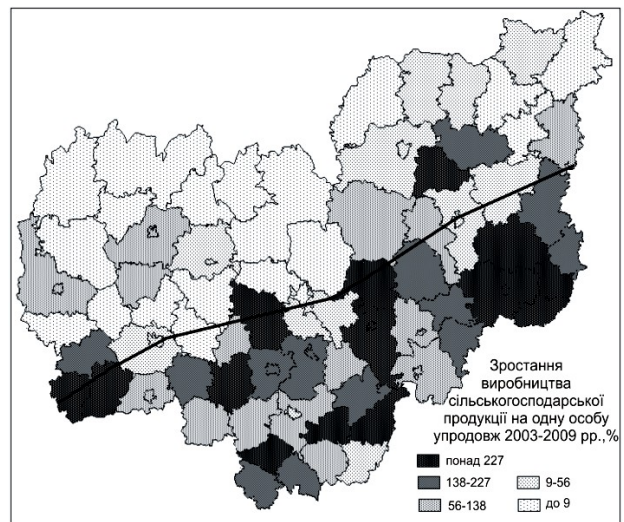 Зростання
виробництва
сільськогосподарської
продукції на одну особу
упродовж 2003-2009 рр.,%
понад 227
138-227
56-138
9-56
до 9